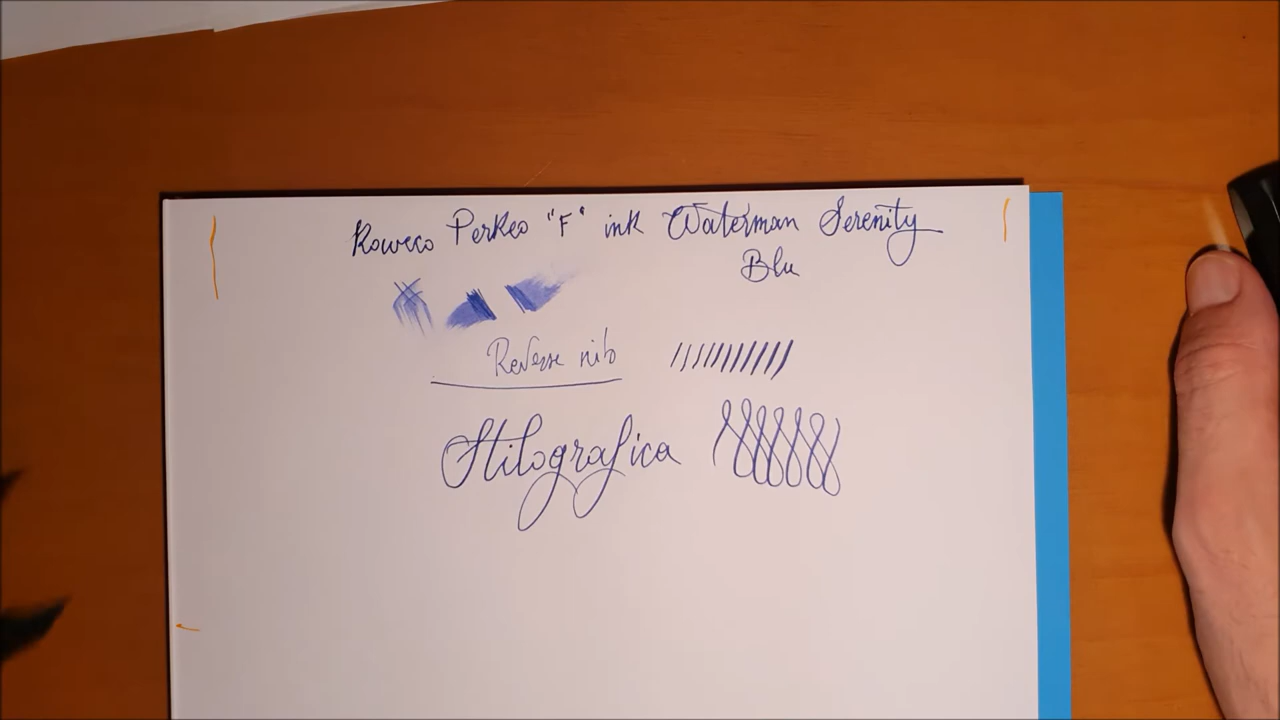 Kaweco Perkeo "F" ink Waterman Serenity
Blu
Reverse nib
Stilografica